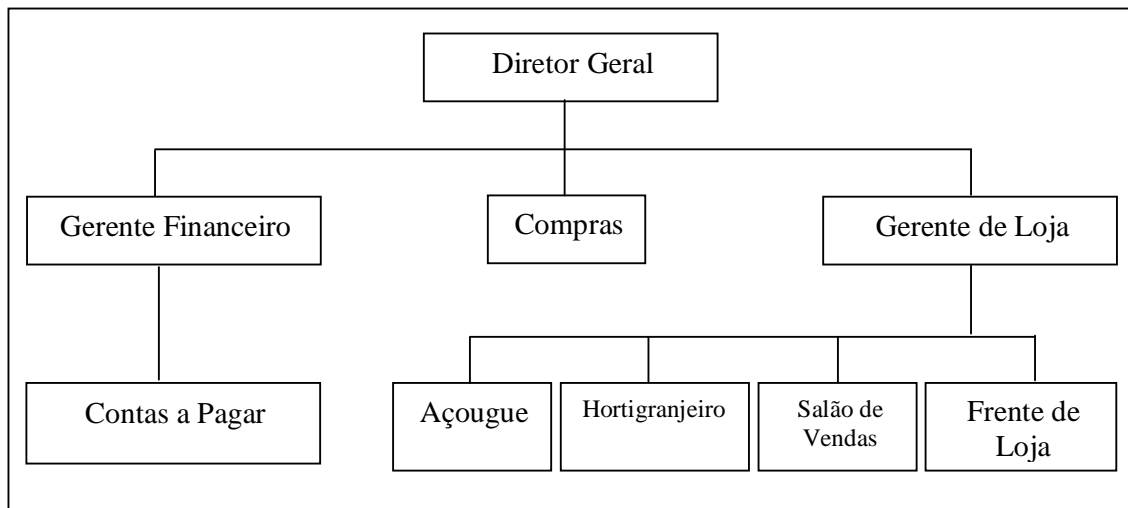 Diretor Geral
Gerente Financeiro
Compras
Gerente de Loja
Contas a Pagar
Açougue
Hortigranjeiro
Salão de
Vendas
Frente de
Loja